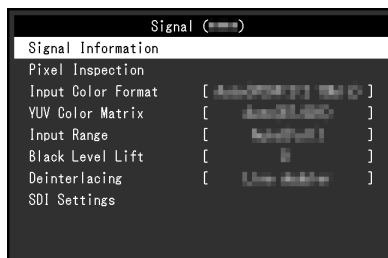 Signal ( )
Signal Information
Pixel Inspection
Input Color Format [ ]
YUV Color Matrix [ ]
Input Range [ ]
Black Level Lift [ ]
Deinterlacing [ ]
SDI Settings